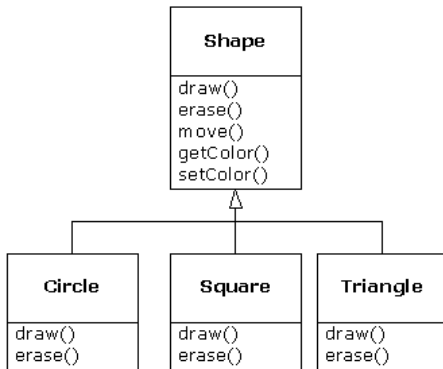 Shape
draw()
erase()
move()
getColor()
setColor()
Circle
draw()
erase()
Square
draw()
erase()
Triangle
draw()
erase()